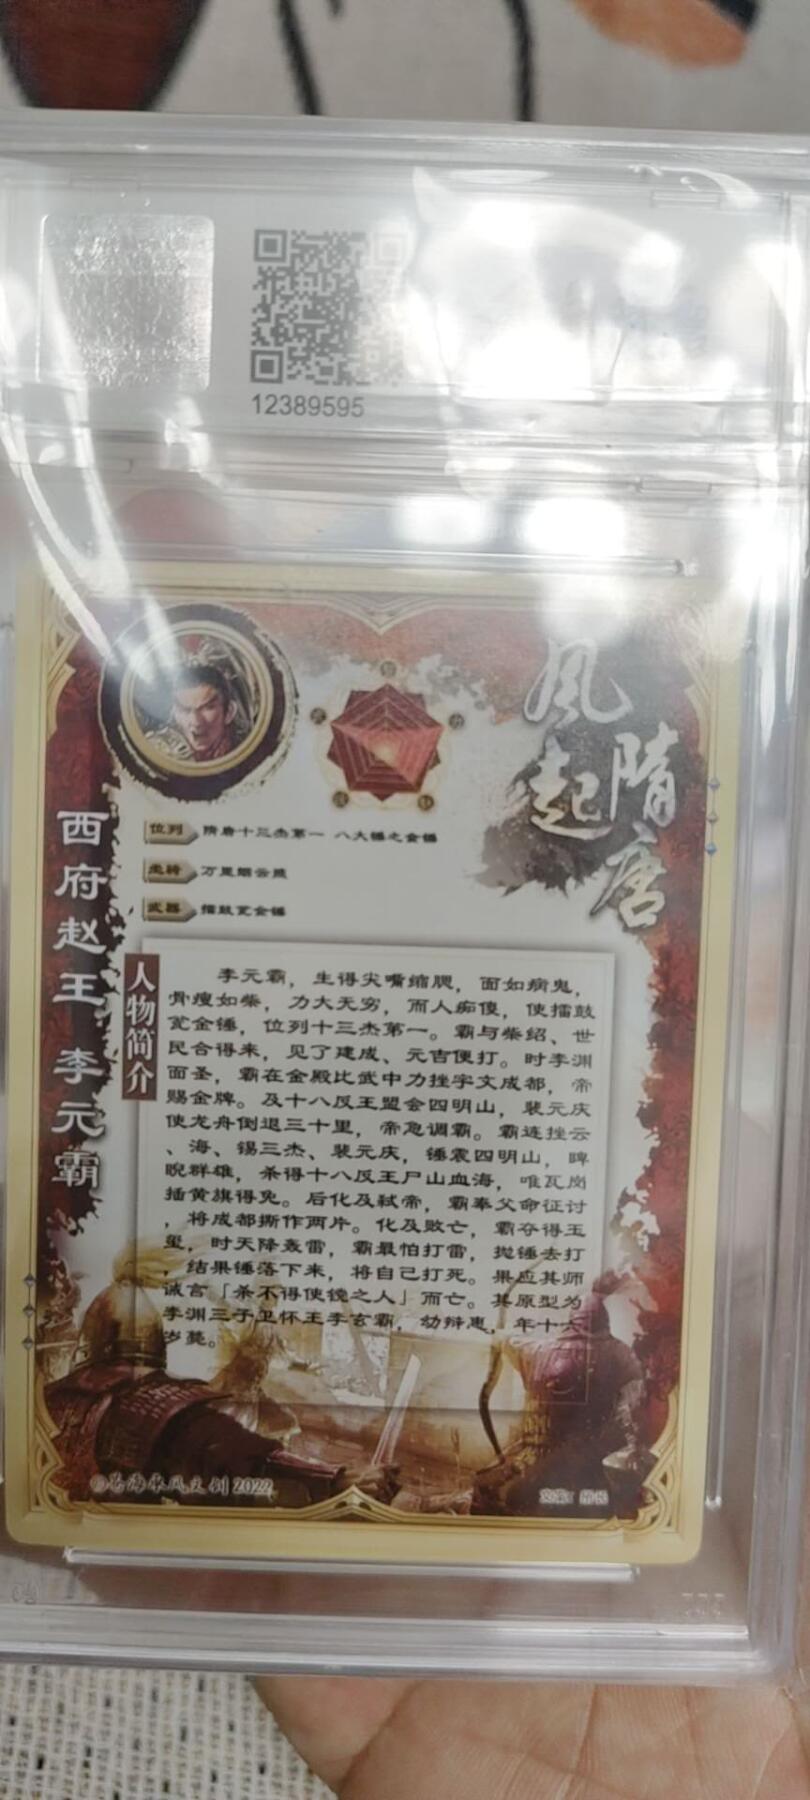 12389595
風起
隋唐
西府赵王 李元霸
位列 隋唐十三杰第一 八大锤之金锤
走骑 万里烟云照
武器 擂鼓瓮金锤
人物简介
李元霸，生得尖嘴缩腮，面如病鬼，
骨瘦如柴，力大无穷，而人痴傻，使擂鼓
瓮金锤，位列十三杰第一。霸与柴绍、世
民合得来，见了建成、元吉便打。时李渊
面圣，霸在金殿比武中力挫宇文成都，帝
赐金牌。及十八反王盟会四明山，裴元庆
使龙舟倒退三十里，帝急调霸。霸连挫云
、海、锡三杰、裴元庆，锤震四明山，睥
睨群雄，杀得十八反王尸山血海，唯瓦岗
插黄旗得免。后化及弑帝，霸奉父命征讨
，将成都撕作两片。化及败亡，霸夺得玉
玺，时天降轰雷，霸最怕打雷，抛锤去打
，结果锤落下来，将自己打死。果应其师
诫言「杀不得使镋之人」而亡。其原型为
李渊三子卫怀王李玄霸，幼辩惠，年十六
岁薨。
©苍海承风文创 2022